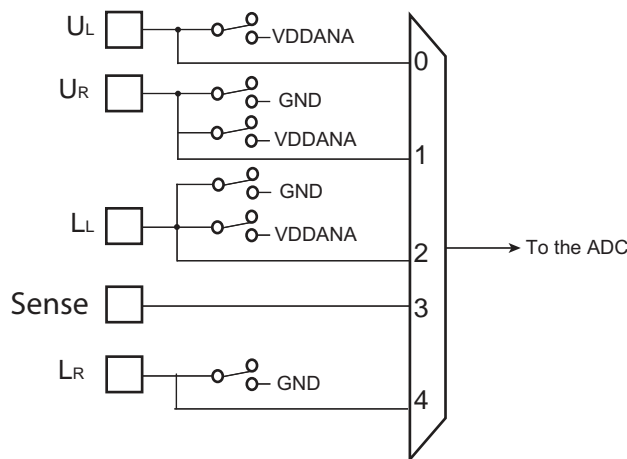 UL
VDDANA
0
UR
GND
VDDANA
1
GND
LL
VDDANA
2
To the ADC
Sense
3
LR
GND
4